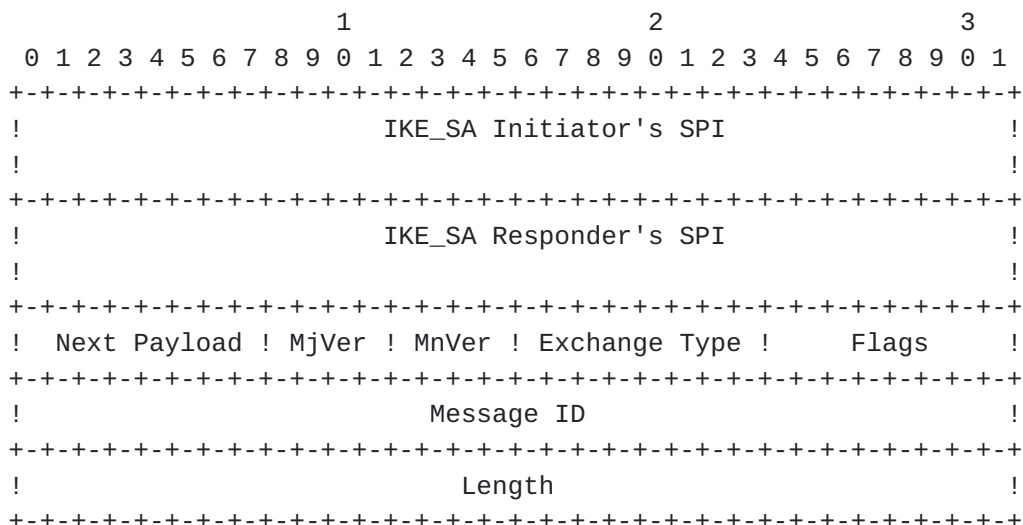 1                   2                   3
 0 1 2 3 4 5 6 7 8 9 0 1 2 3 4 5 6 7 8 9 0 1 2 3 4 5 6 7 8 9 0 1
+-+-+-+-+-+-+-+-+-+-+-+-+-+-+-+-+-+-+-+-+-+-+-+-+-+-+-+-+-+-+-+-+
!                       IKE_SA Initiator's SPI                  !
!                                                               !
+-+-+-+-+-+-+-+-+-+-+-+-+-+-+-+-+-+-+-+-+-+-+-+-+-+-+-+-+-+-+-+-+
!                       IKE_SA Responder's SPI                  !
!                                                               !
+-+-+-+-+-+-+-+-+-+-+-+-+-+-+-+-+-+-+-+-+-+-+-+-+-+-+-+-+-+-+-+-+
!  Next Payload ! MjVer ! MnVer ! Exchange Type !     Flags     !
+-+-+-+-+-+-+-+-+-+-+-+-+-+-+-+-+-+-+-+-+-+-+-+-+-+-+-+-+-+-+-+-+
!                          Message ID                           !
+-+-+-+-+-+-+-+-+-+-+-+-+-+-+-+-+-+-+-+-+-+-+-+-+-+-+-+-+-+-+-+-+
!                            Length                             !
+-+-+-+-+-+-+-+-+-+-+-+-+-+-+-+-+-+-+-+-+-+-+-+-+-+-+-+-+-+-+-+-+